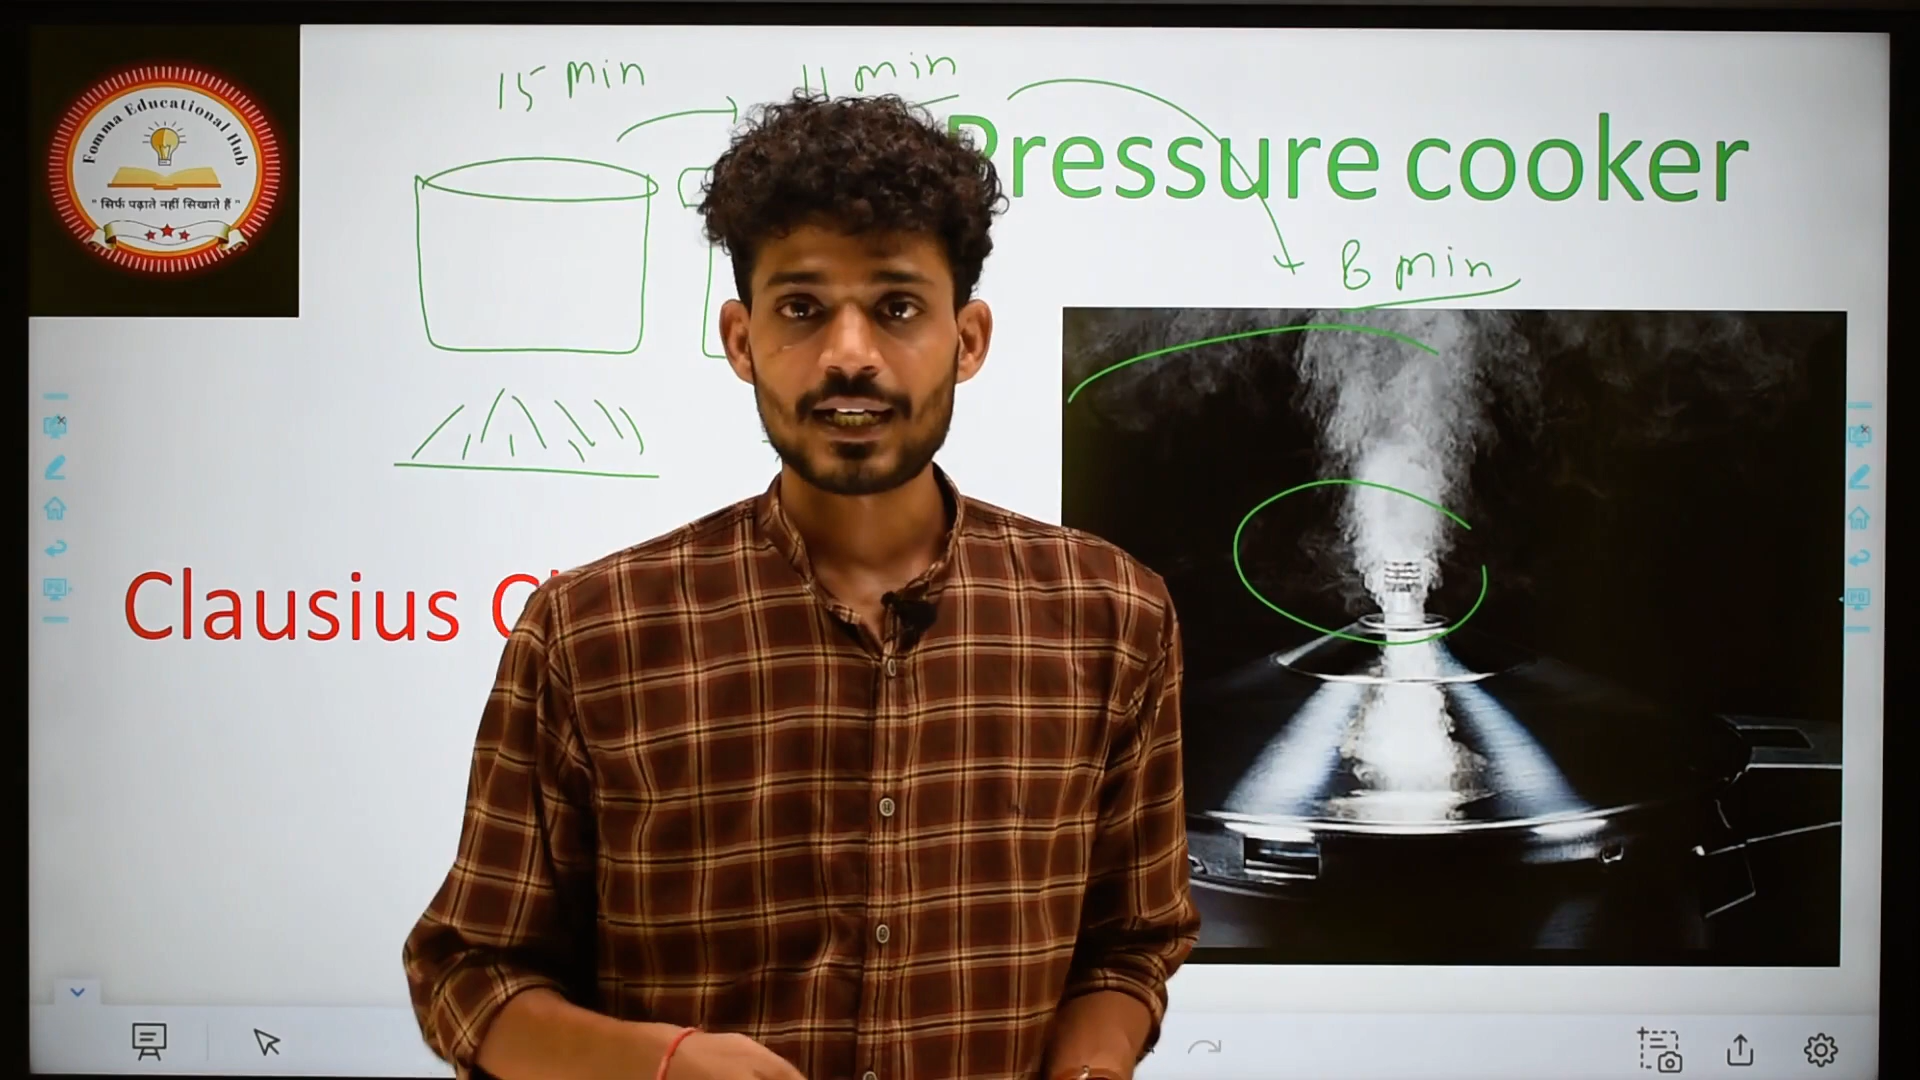 Fomma Educational Hub
" सिर्फ पढ़ाते नहीं सिखाते हैं "
15 min
11 min
Pressure cooker
8 min
Clausius